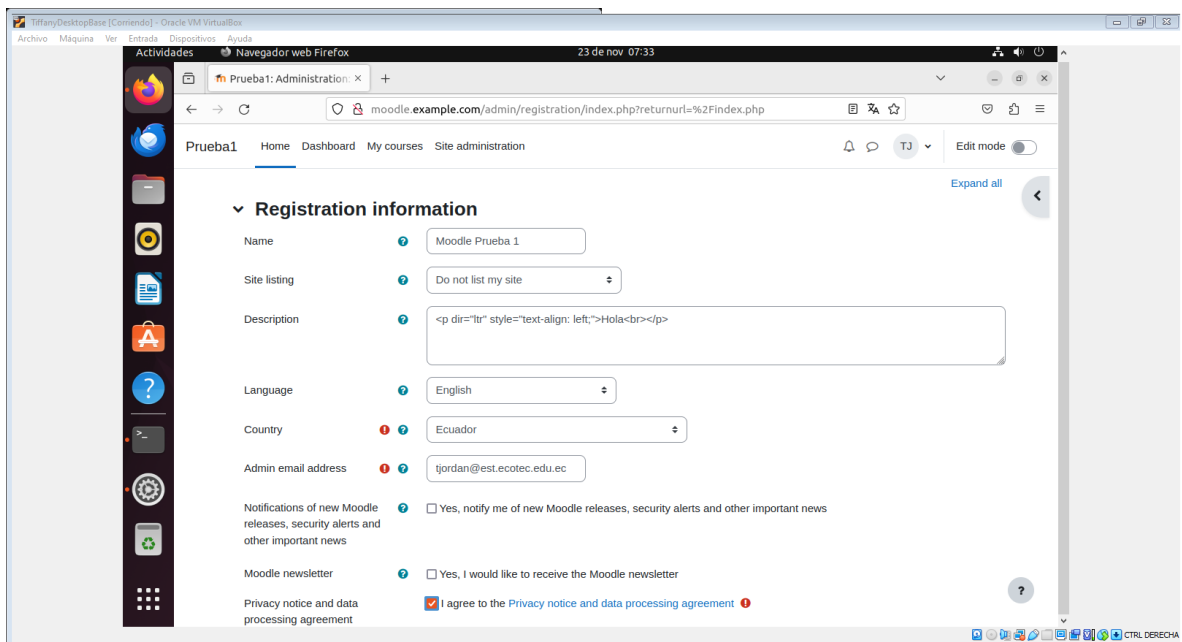 TiffanyDesktopBase [Corriendo] - Oracle VM VirtualBox
Archivo Máquina Ver Entrada Dispositivos Ayuda
Actividades Navegador web Firefox 23 de nov 07:33
Prueba1: Administration:
moodle.example.com/admin/registration/index.php?returnurl=%2Findex.php
Prueba1 Home Dashboard My courses Site administration TJ Edit mode
Expand all
Registration information
Name Moodle Prueba 1
Site listing Do not list my site
Description <p dir="ltr" style="text-align: left;">Hola<br></p>
Language English
Country Ecuador
Admin email address tjordan@est.ecotec.edu.ec
Notifications of new Moodle Yes, notify me of new Moodle releases, security alerts and other important news
releases, security alerts and
other important news
Moodle newsletter Yes, I would like to receive the Moodle newsletter
Privacy notice and data I agree to the Privacy notice and data processing agreement
processing agreement
CTRL DERECHA